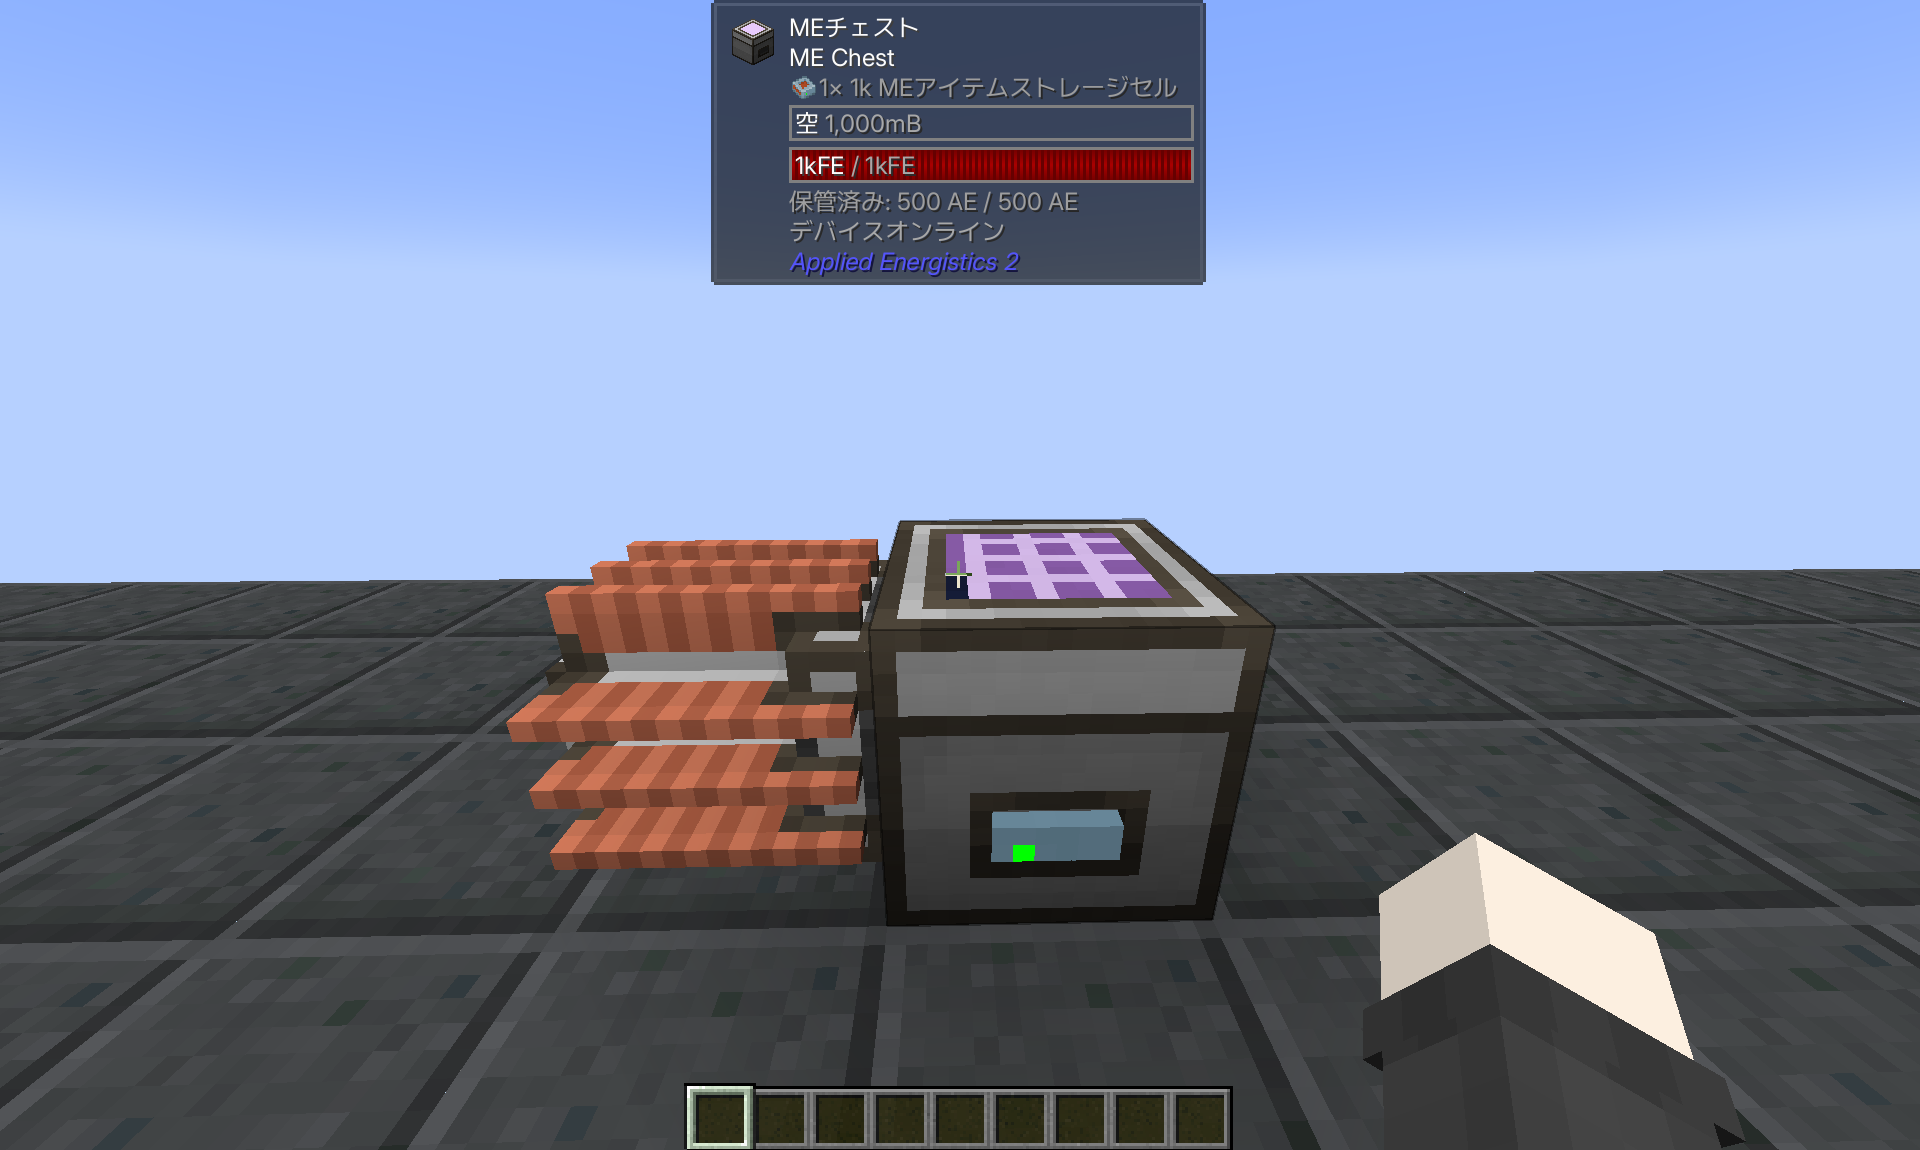 MEチェスト
ME Chest
1× 1k MEアイテムストレージセル
空 1,000mB
1kFE / 1kFE
保管済み: 500 AE / 500 AE
デバイスオンライン
Applied Energistics 2